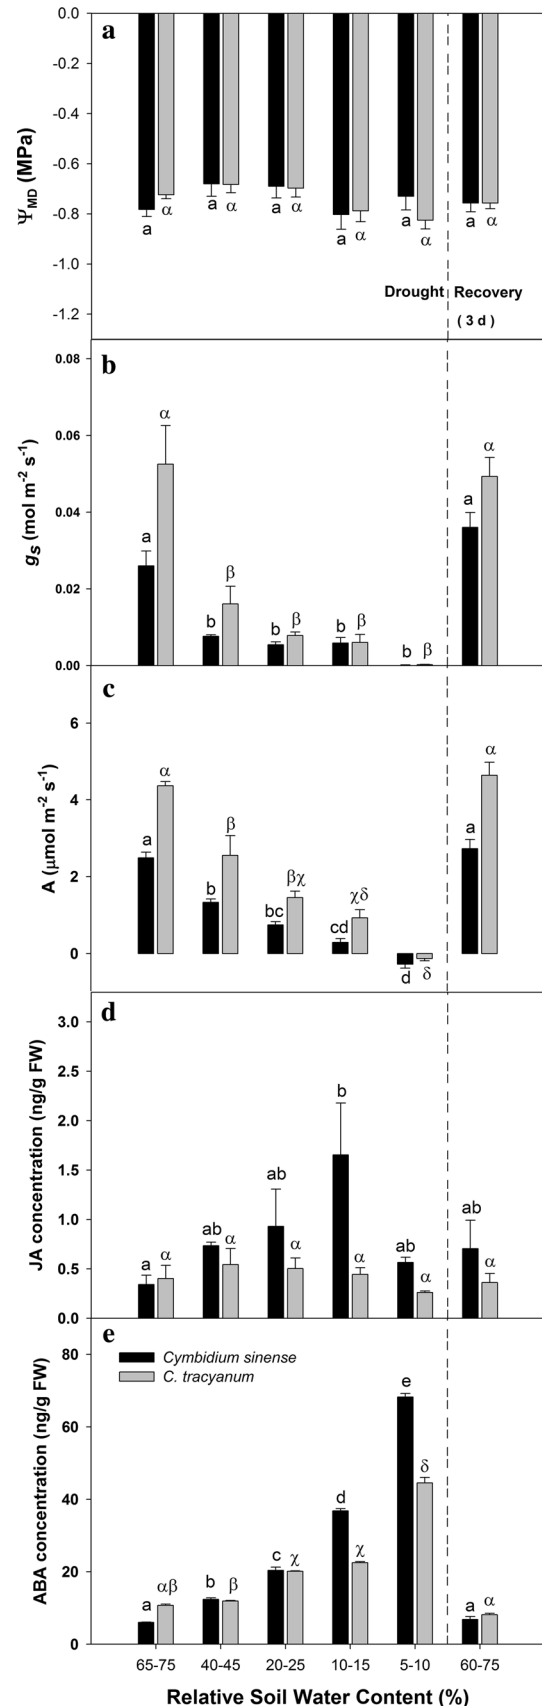 a
0.0
-0.2
-0.4
-0.6
-0.8
-1.0
-1.2
ΨMD (MPa)
a α a α a α a α a α a α
Drought Recovery
( 3 d )
b
0.08
0.06
0.04
0.02
0.00
gs (mol m-2 s-1)
a α b β b β b β b β a α
c
6
4
2
0
A (μmol m-2 s-1)
a α b β bc βχ cd χδ d δ a α
d
3.0
2.5
2.0
1.5
1.0
0.5
0.0
JA concentration (ng/g FW)
a α ab α ab α b α ab α ab α
e
80
60
40
20
0
ABA concentration (ng/g FW)
Cymbidium sinense
C. tracyanum
a αβ b β c χ d χ e δ a α
65-75 40-45 20-25 10-15 5-10 60-75
Relative Soil Water Content (%)